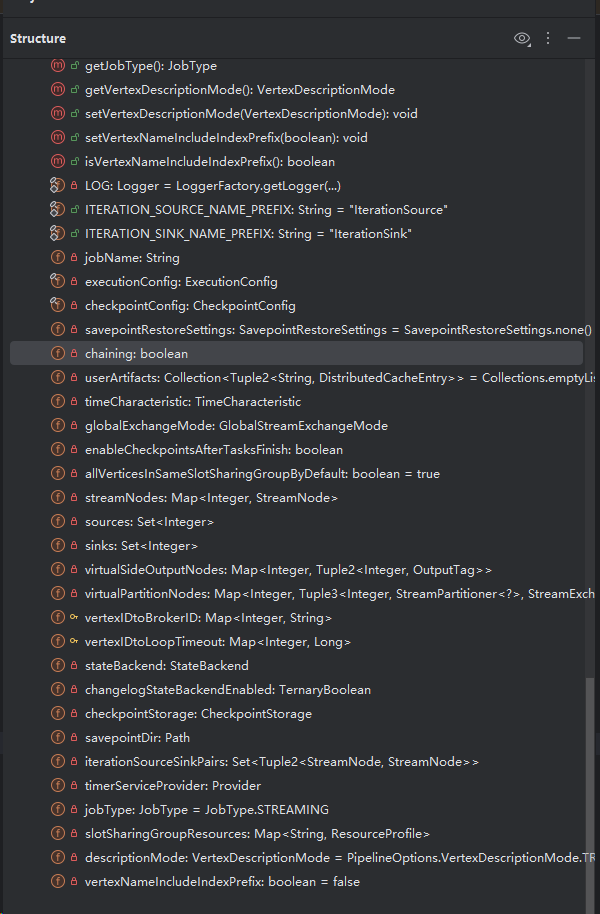 Structure
getJobType(): JobType
getVertexDescriptionMode(): VertexDescriptionMode
setVertexDescriptionMode(VertexDescriptionMode): void
setVertexNameIncludeIndexPrefix(boolean): void
isVertexNameIncludeIndexPrefix(): boolean
LOG: Logger = LoggerFactory.getLogger(...)
ITERATION_SOURCE_NAME_PREFIX: String = "IterationSource"
ITERATION_SINK_NAME_PREFIX: String = "IterationSink"
jobName: String
executionConfig: ExecutionConfig
checkpointConfig: CheckpointConfig
savepointRestoreSettings: SavepointRestoreSettings = SavepointRestoreSettings.none()
chaining: boolean
userArtifacts: Collection<Tuple2<String, DistributedCacheEntry>> = Collections.emptyLis
timeCharacteristic: TimeCharacteristic
globalExchangeMode: GlobalStreamExchangeMode
enableCheckpointsAfterTasksFinish: boolean
allVerticesInSameSlotSharingGroupByDefault: boolean = true
streamNodes: Map<Integer, StreamNode>
sources: Set<Integer>
sinks: Set<Integer>
virtualSideOutputNodes: Map<Integer, Tuple2<Integer, OutputTag>>
virtualPartitionNodes: Map<Integer, Tuple3<Integer, StreamPartitioner<?>, StreamExch
vertexIDtoBrokerID: Map<Integer, String>
vertexIDtoLoopTimeout: Map<Integer, Long>
stateBackend: StateBackend
changelogStateBackendEnabled: TernaryBoolean
checkpointStorage: CheckpointStorage
savepointDir: Path
iterationSourceSinkPairs: Set<Tuple2<StreamNode, StreamNode>>
timerServiceProvider: Provider
jobType: JobType = JobType.STREAMING
slotSharingGroupResources: Map<String, ResourceProfile>
descriptionMode: VertexDescriptionMode = PipelineOptions.VertexDescriptionMode.TR
vertexNameIncludeIndexPrefix: boolean = false